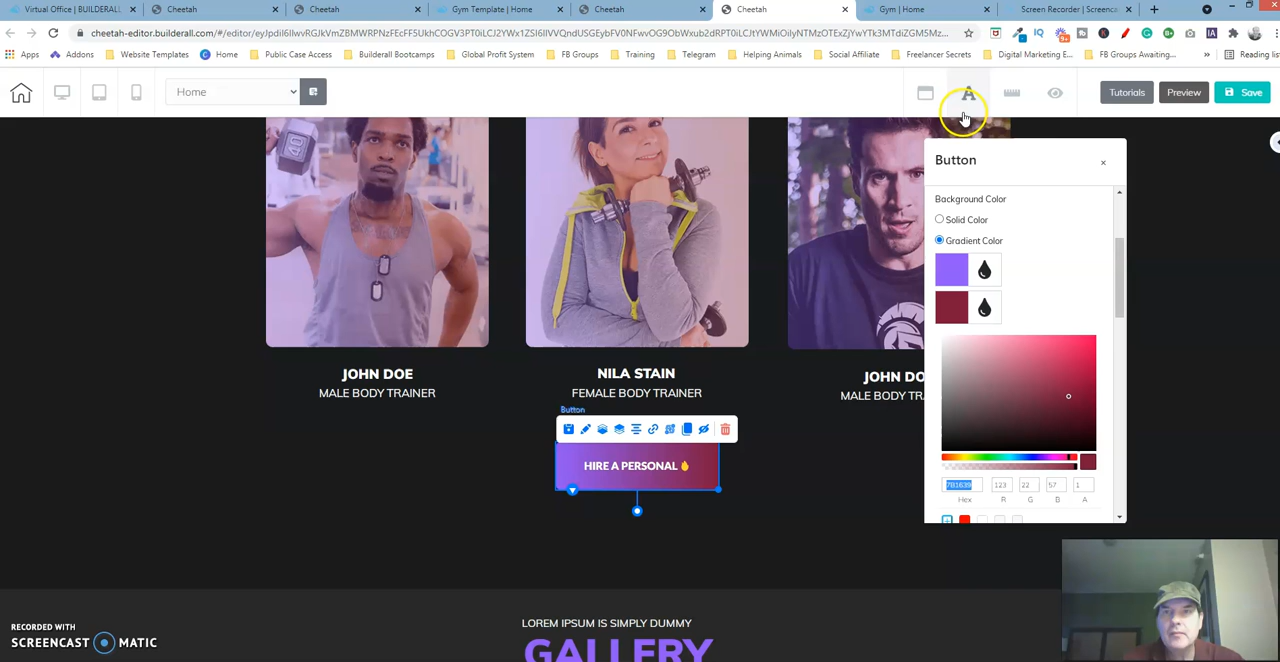 Virtual Office | BUILDERALL
Cheetah
Cheetah
Gym Template | Home
Cheetah
Cheetah
Gym | Home
Screen Recorder | Screenca
Apps
Addons
Website Templates
Home
Public Case Access
Builderall Bootcamps
Global Profit System
FB Groups
Training
Telegram
Helping Animals
Social Affiliate
Freelancer Secrets
Digital Marketing E...
FB Groups Awaiting...
Reading list
Home
Tutorials
Preview
Save
Button
Background Color
Solid Color
Gradient Color
7B1639
123
22
57
1
Hex
R
G
B
A
JOHN DOE
MALE BODY TRAINER
NILA STAIN
FEMALE BODY TRAINER
JOHN DO
MALE BODY TR
Button
HIRE A PERSONAL
LOREM IPSUM IS SIMPLY DUMMY
GALLERY
RECORDED WITH
SCREENCAST MATIC